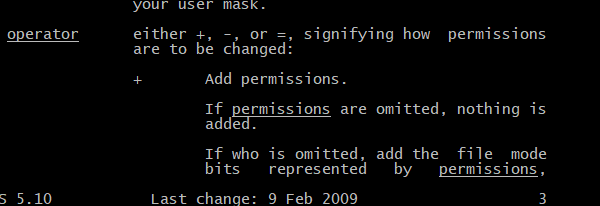 your user mask.
operator either +, -, or =, signifying how permissions
are to be changed:
+ Add permissions.
If permissions are omitted, nothing is
added.
If who is omitted, add the file mode
bits represented by permissions,
S 5.10 Last change: 9 Feb 2009 3